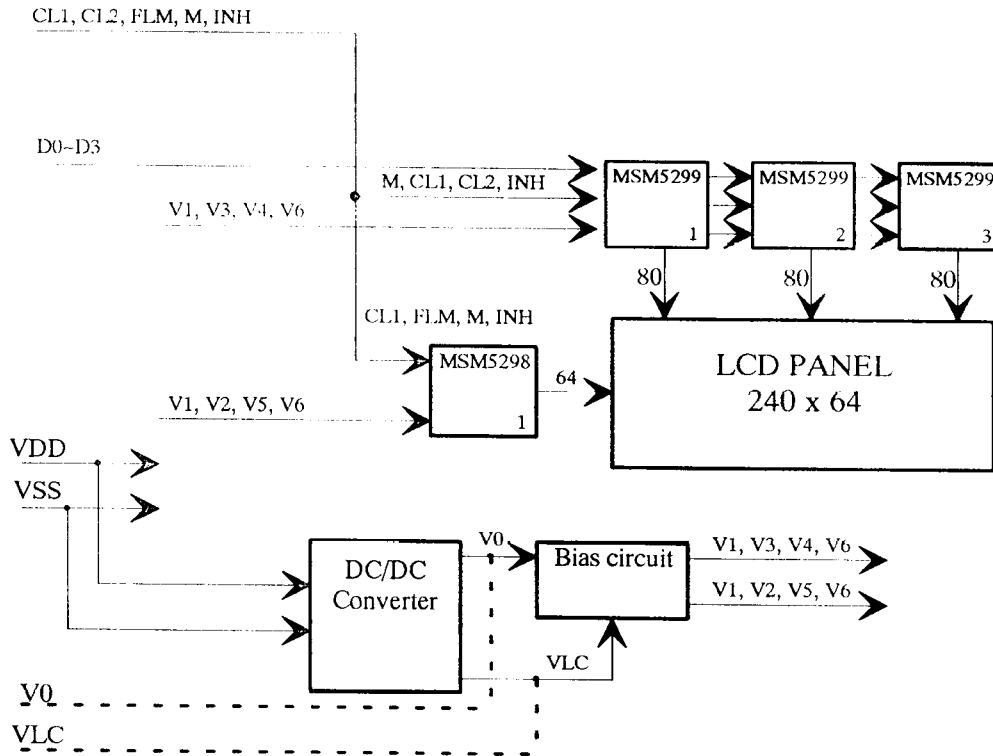 CL1, CL2, FLM, M, INH
D0~D3
M, CL1, CL2, INH
V1, V3, V4, V6
MSM5299
1
MSM5299
2
MSM5299
3
80
80
80
CL1, FLM, M, INH
MSM5298
1
64
LCD PANEL
240 x 64
V1, V2, V5, V6
VDD
VSS
DC/DC
Converter
V0
Bias circuit
V1, V3, V4, V6
V1, V2, V5, V6
VLC
V0
VLC